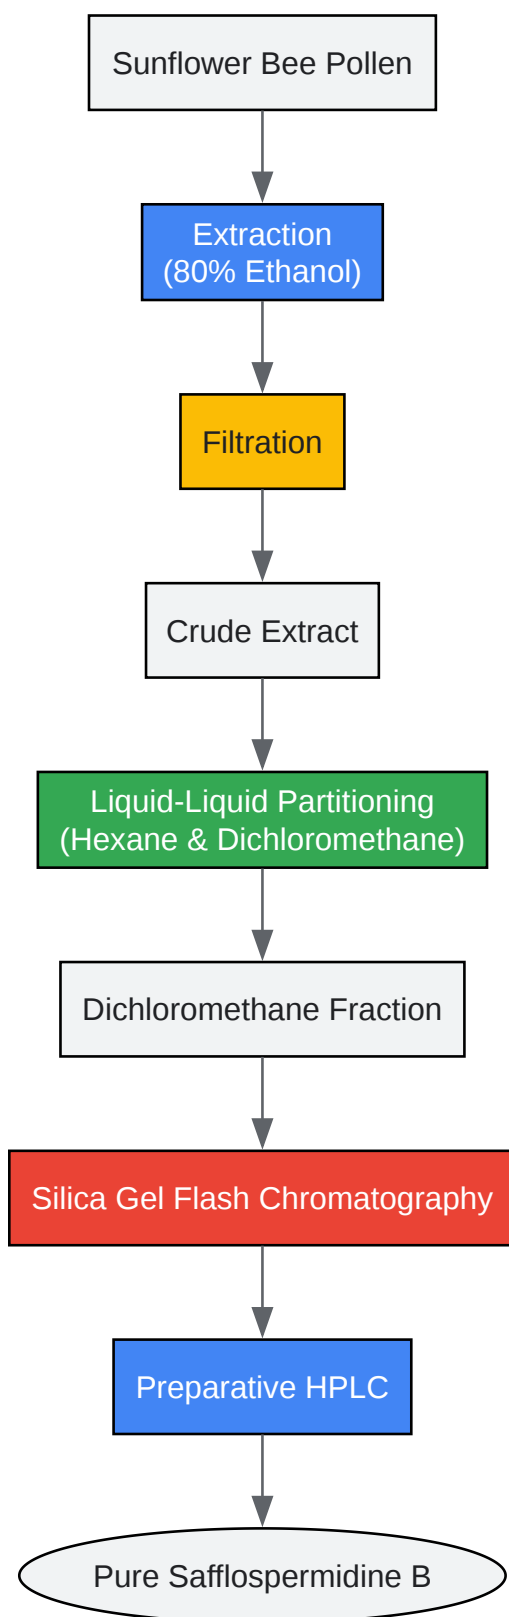 Sunflower Bee Pollen
Extraction
(80% Ethanol)
Filtration
Crude Extract
Liquid-Liquid Partitioning
(Hexane & Dichloromethane)
Dichloromethane Fraction
Silica Gel Flash Chromatography
Preparative HPLC
Pure Safflospermidine B